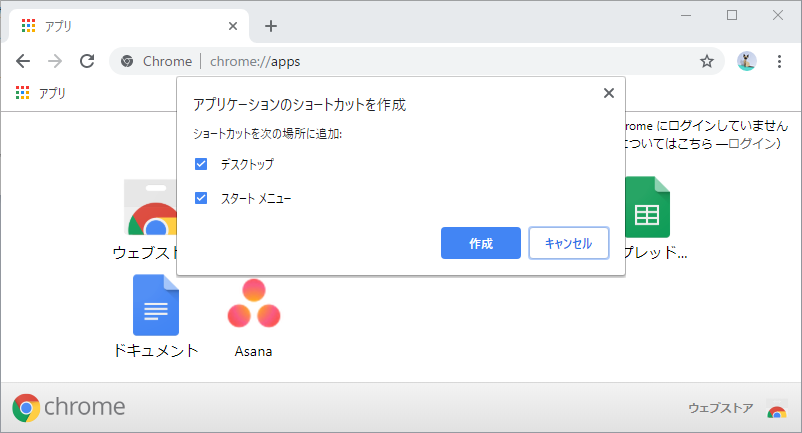 アプリ
Chrome
chrome://apps
アプリ
アプリケーションのショートカットを作成
ショートカットを次の場所に追加:
デスクトップ
スタート メニュー
作成
キャンセル
rome にログインしていません
についてはこちら ―ログイン）
ウェブスト
プレッド...
ドキュメント
Asana
chrome
ウェブストア